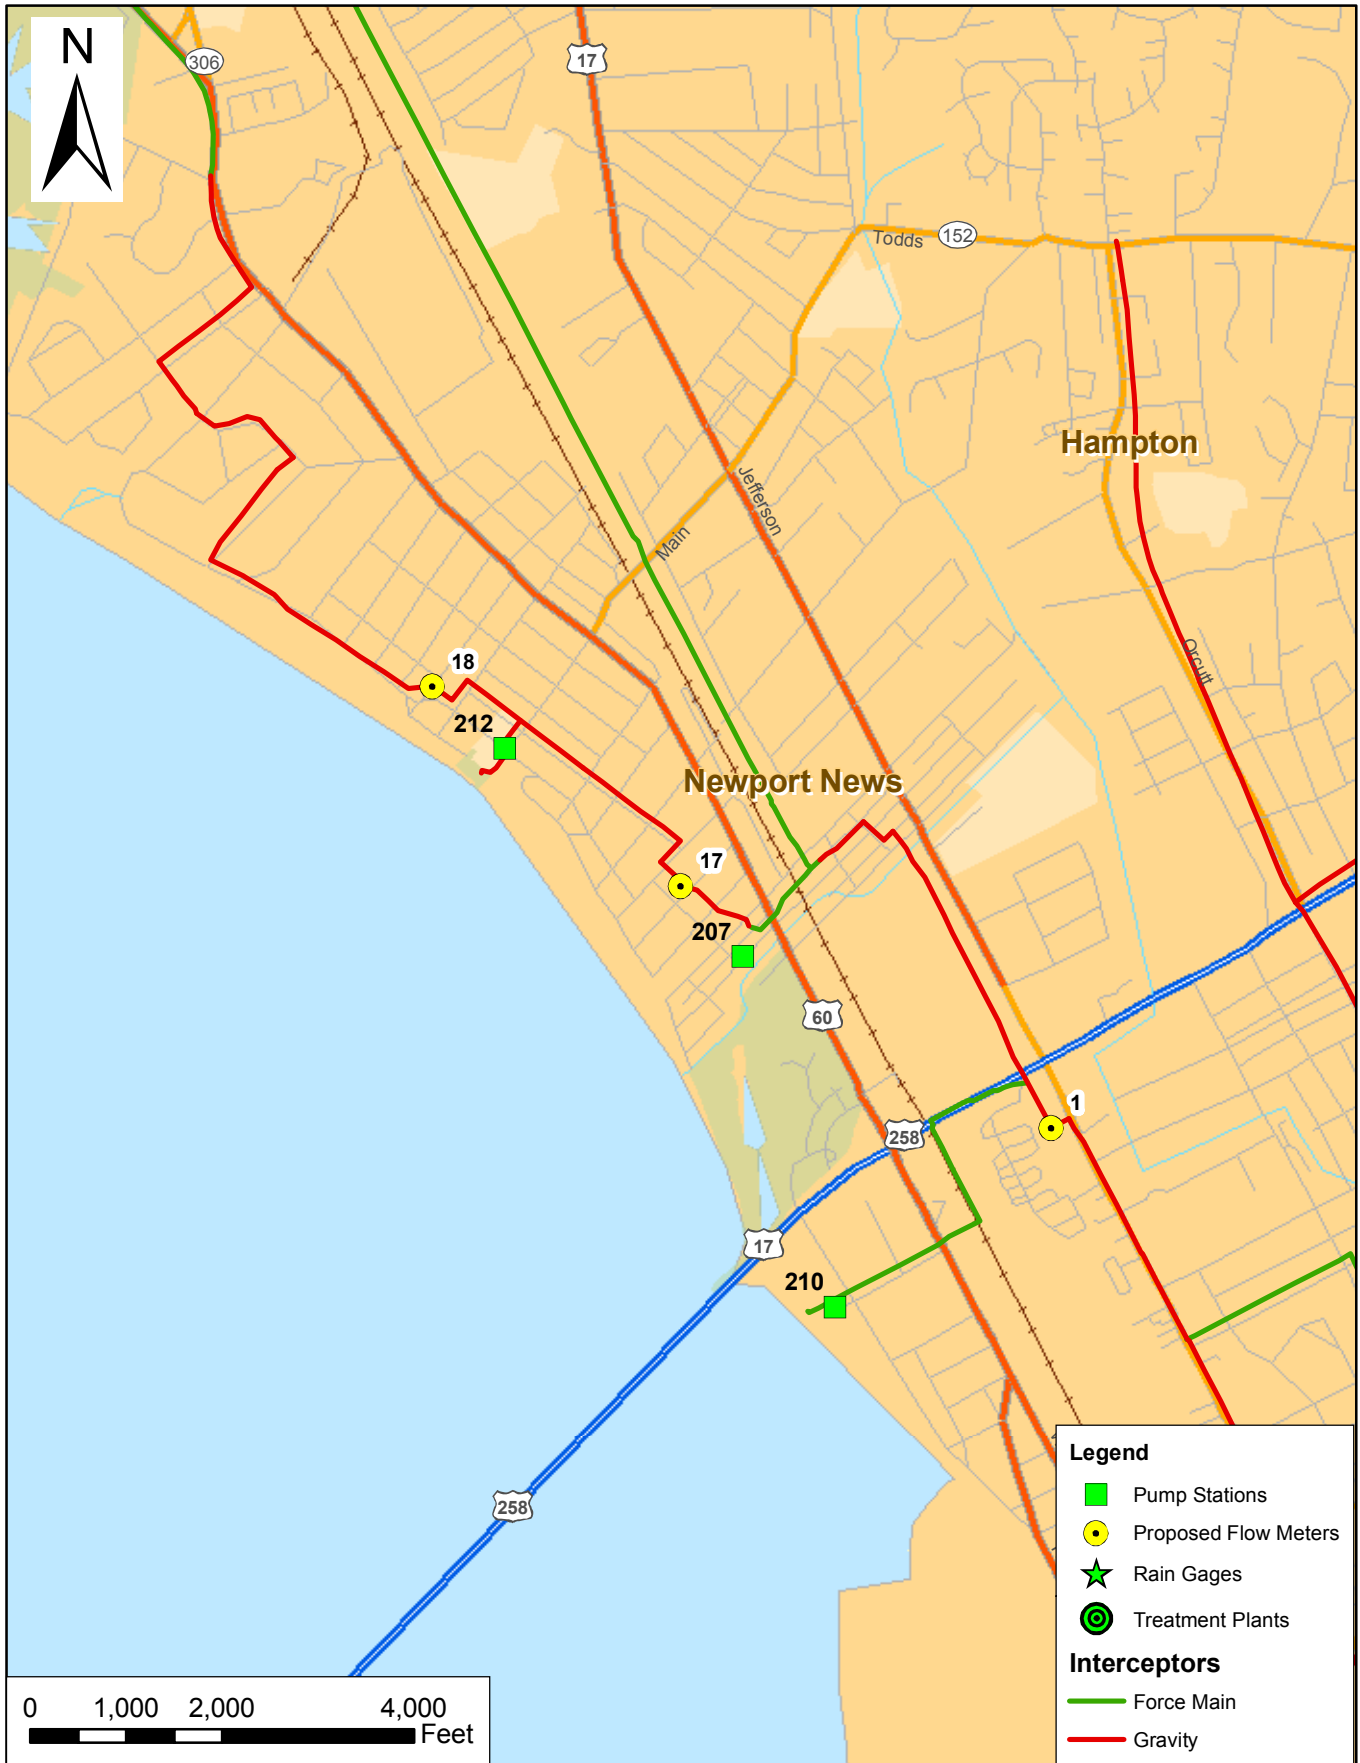 N
306
17
Todds
152
Hampton
Jefferson
Main
Orcutt
18
212
Newport News
17
207
60
1
258
17
210
258
Legend
Pump Stations
Proposed Flow Meters
Rain Gages
Treatment Plants
Interceptors
Force Main
Gravity
0 1,000 2,000 4,000
Feet